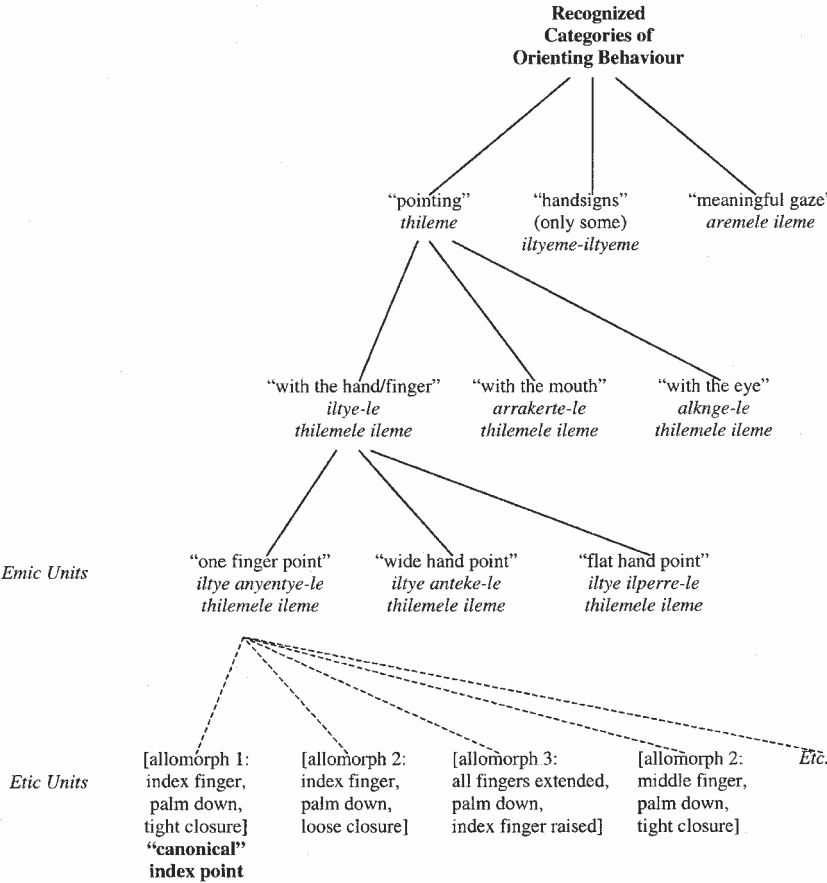 Recognized
Categories of
Orienting Behaviour
“pointing”
thileme
“handsigns”
(only some)
iltyeme-iltyeme
“meaningful gaze”
aremele ileme
“with the hand/finger”
iltye-le
thilemele ileme
“with the mouth”
arrakerte-le
thilemele ileme
“with the eye”
alknge-le
thilemele ileme
Emic Units
“one finger point”
iltye anyentye-le
thilemele ileme
“wide hand point”
iltye anteke-le
thilemele ileme
“flat hand point”
iltye ilperre-le
thilemele ileme
Etic Units
[allomorph 1:
index finger,
palm down,
tight closure]
“canonical”
index point
[allomorph 2:
index finger,
palm down,
loose closure]
[allomorph 3:
all fingers extended,
palm down,
index finger raised]
[allomorph 2:
middle finger,
palm down,
tight closure]
Etc.